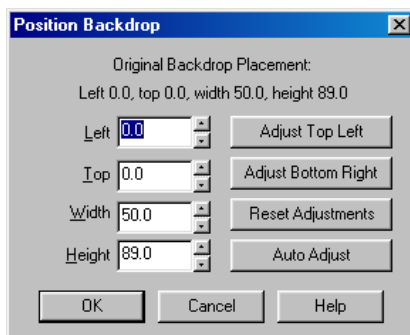 Position Backdrop
Original Backdrop Placement:
Left 0.0, top 0.0, width 50.0, height 89.0
Left 0.0 Adjust Top Left
Top 0.0 Adjust Bottom Right
Width 50.0 Reset Adjustments
Height 89.0 Auto Adjust
OK Cancel Help